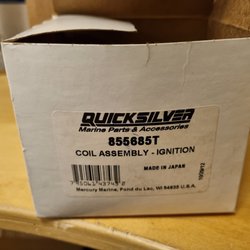 QUICKSILVER
Marine Parts & Accessories
855685T
COIL ASSEMBLY - IGNITION
MADE IN JAPAN
Mercury Marine, Fond du Lac, WI 54935 U.S.A.